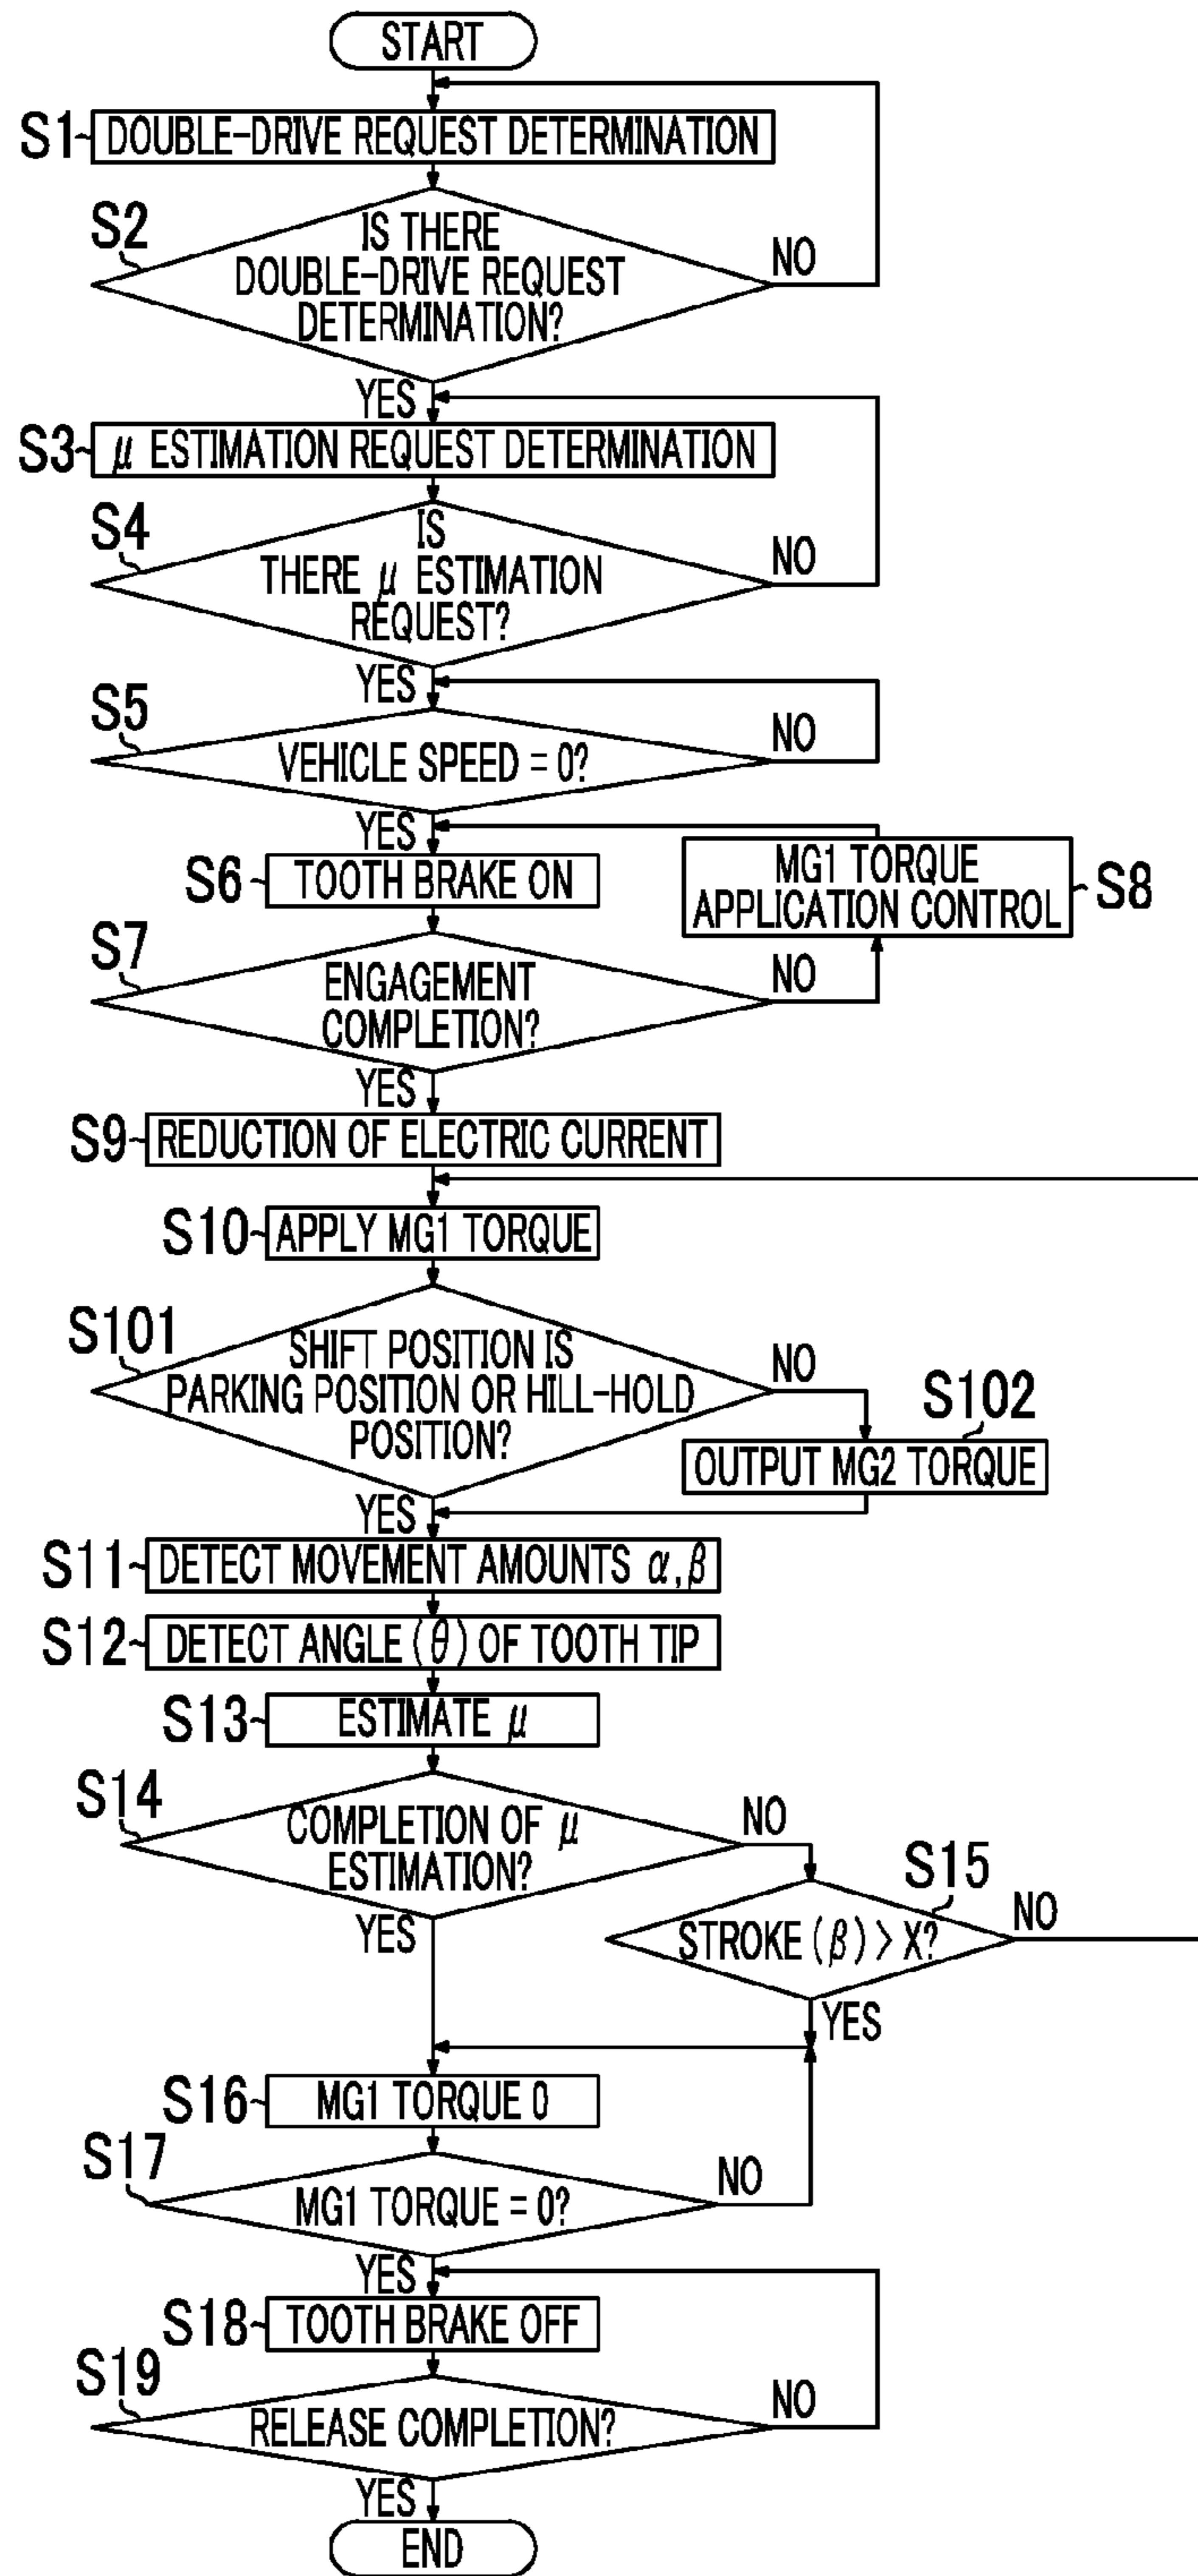 START
S1
DOUBLE-DRIVE REQUEST DETERMINATION
S2
IS THERE
DOUBLE-DRIVE REQUEST
DETERMINATION?
NO
YES
S3
μ ESTIMATION REQUEST DETERMINATION
S4
IS
THERE μ ESTIMATION
REQUEST?
NO
YES
S5
VEHICLE SPEED = 0?
NO
YES
S6
TOOTH BRAKE ON
MG1 TORQUE
APPLICATION CONTROL
S8
S7
ENGAGEMENT
COMPLETION?
NO
YES
S9
REDUCTION OF ELECTRIC CURRENT
S10
APPLY MG1 TORQUE
S101
SHIFT POSITION IS
PARKING POSITION OR HILL-HOLD
POSITION?
NO
S102
OUTPUT MG2 TORQUE
YES
S11
DETECT MOVEMENT AMOUNTS α,β
S12
DETECT ANGLE (θ) OF TOOTH TIP
S13
ESTIMATE μ
S14
COMPLETION OF μ
ESTIMATION?
NO
YES
S15
STROKE (β) > X?
NO
YES
S16
MG1 TORQUE 0
S17
MG1 TORQUE = 0?
NO
YES
S18
TOOTH BRAKE OFF
S19
RELEASE COMPLETION?
NO
YES
END